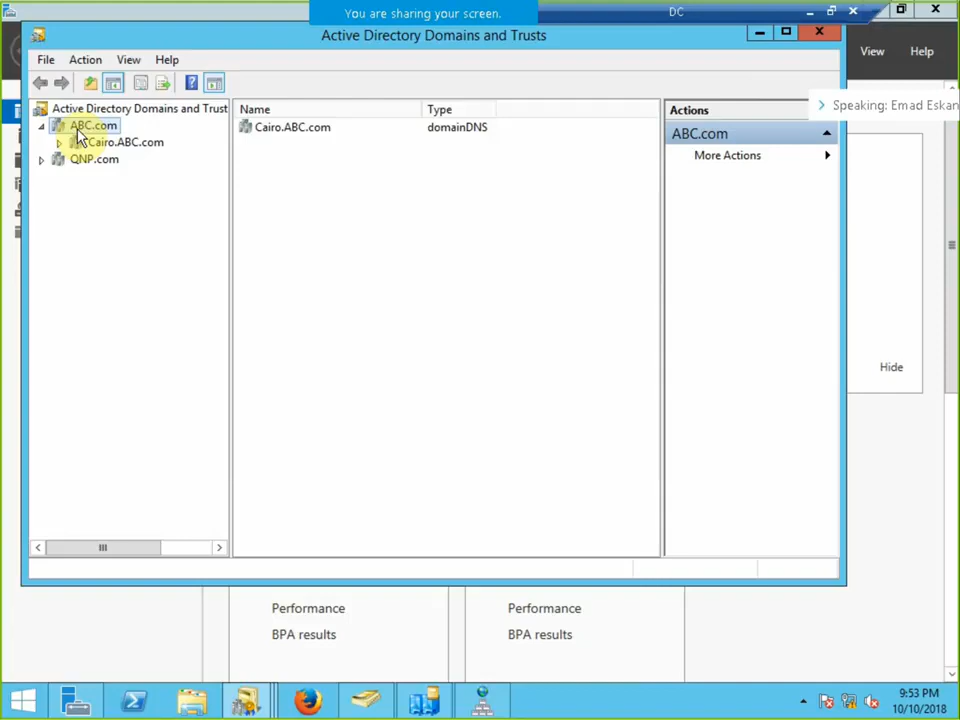 You are sharing your screen.
DC
Active Directory Domains and Trusts
View
Help
File
Action
View
Help
Speaking: Emad Eskan
Active Directory Domains and Trust
ABC.com
Cairo.ABC.com
QNP.com
Name
Type
Cairo.ABC.com
domainDNS
Actions
ABC.com
More Actions
Hide
Performance
BPA results
Performance
BPA results
9:53 PM
10/10/2018